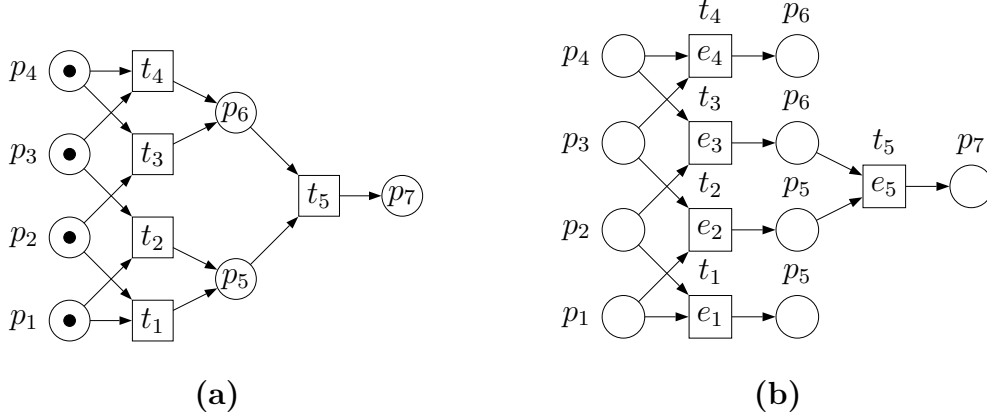 t₄ p₆
p₄ t₄ p₄ e₄
p₆ t₃ p₆
p₃ t₃ p₃ e₃ t₅ p₇
t₅ p₇ t₂ p₅ e₅
p₂ t₂ p₂ e₂
p₅ t₁ p₅
p₁ t₁ p₁ e₁
(a) (b)